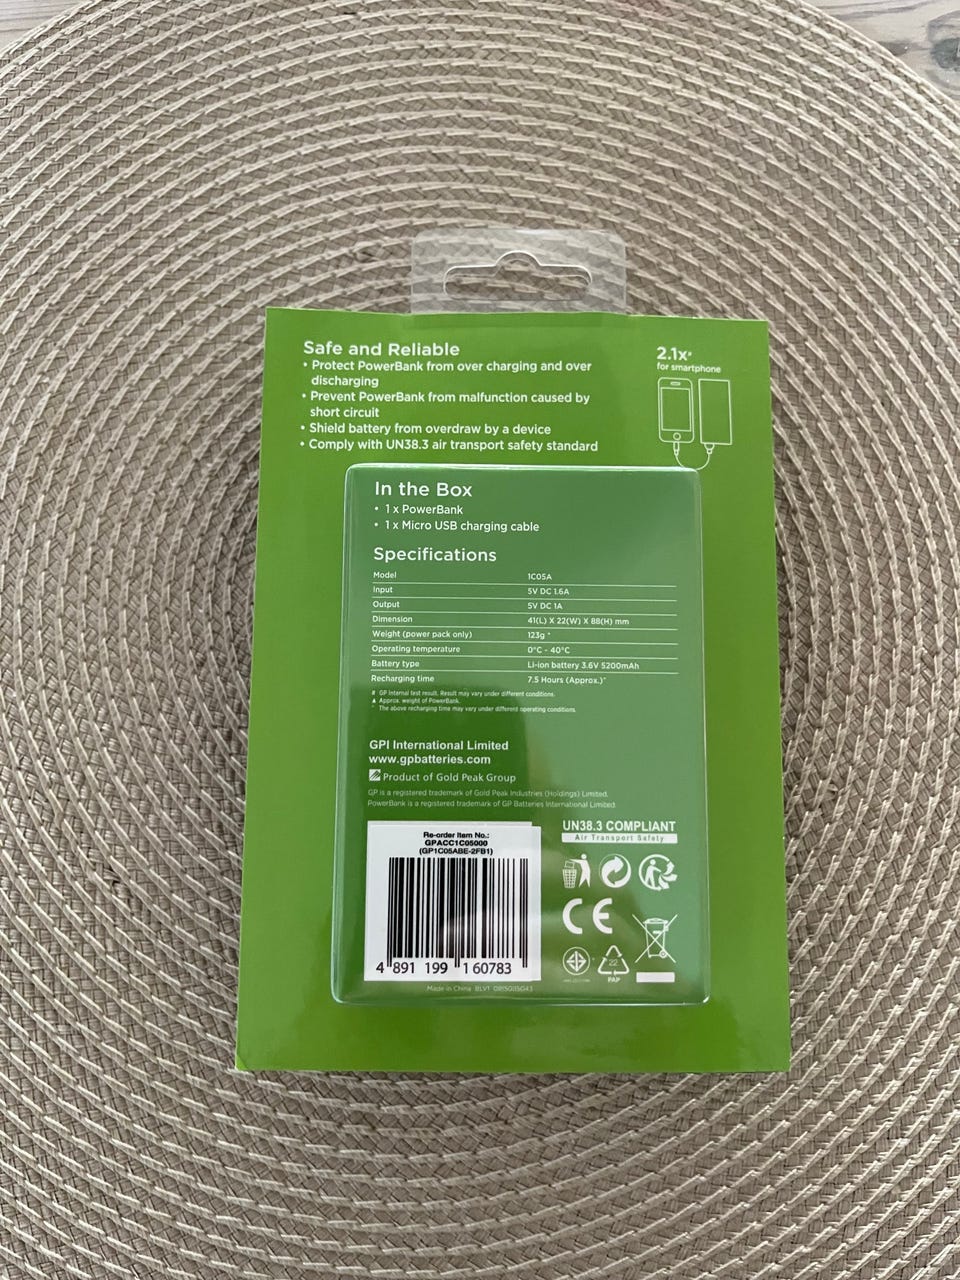 Safe and Reliable
• Protect PowerBank from over charging and over
discharging
• Prevent PowerBank from malfunction caused by
short circuit
• Shield battery from overdraw by a device
• Comply with UN38.3 air transport safety standard
2.1x#
for smartphone
In the Box
• 1 x PowerBank
• 1 x Micro USB charging cable
Specifications
Model 1C05A
Input 5V DC 1.6A
Output 5V DC 1A
Dimension 41(L) X 22(W) X 88(H) mm
Weight (power pack only) 123g ▲
Operating temperature 0°C - 40°C
Battery type Li-ion battery 3.6V 5200mAh
Recharging time 7.5 Hours (Approx.)^
# GP internal test result. Result may vary under different conditions.
▲ Approx. weight of PowerBank.
^ The above recharging time may vary under different operating conditions.
GPI International Limited
www.gpbatteries.com
Product of Gold Peak Group
GP is a registered trademark of Gold Peak Industries (Holdings) Limited.
PowerBank is a registered trademark of GP Batteries International Limited.
Re-order Item No.:
GPACC1C05000
(GP1C05ABE-2FB1)
4 891 199 160783
UN38.3 COMPLIANT
Air Transport Safety
CE
22
PAP
Made in China BLV1